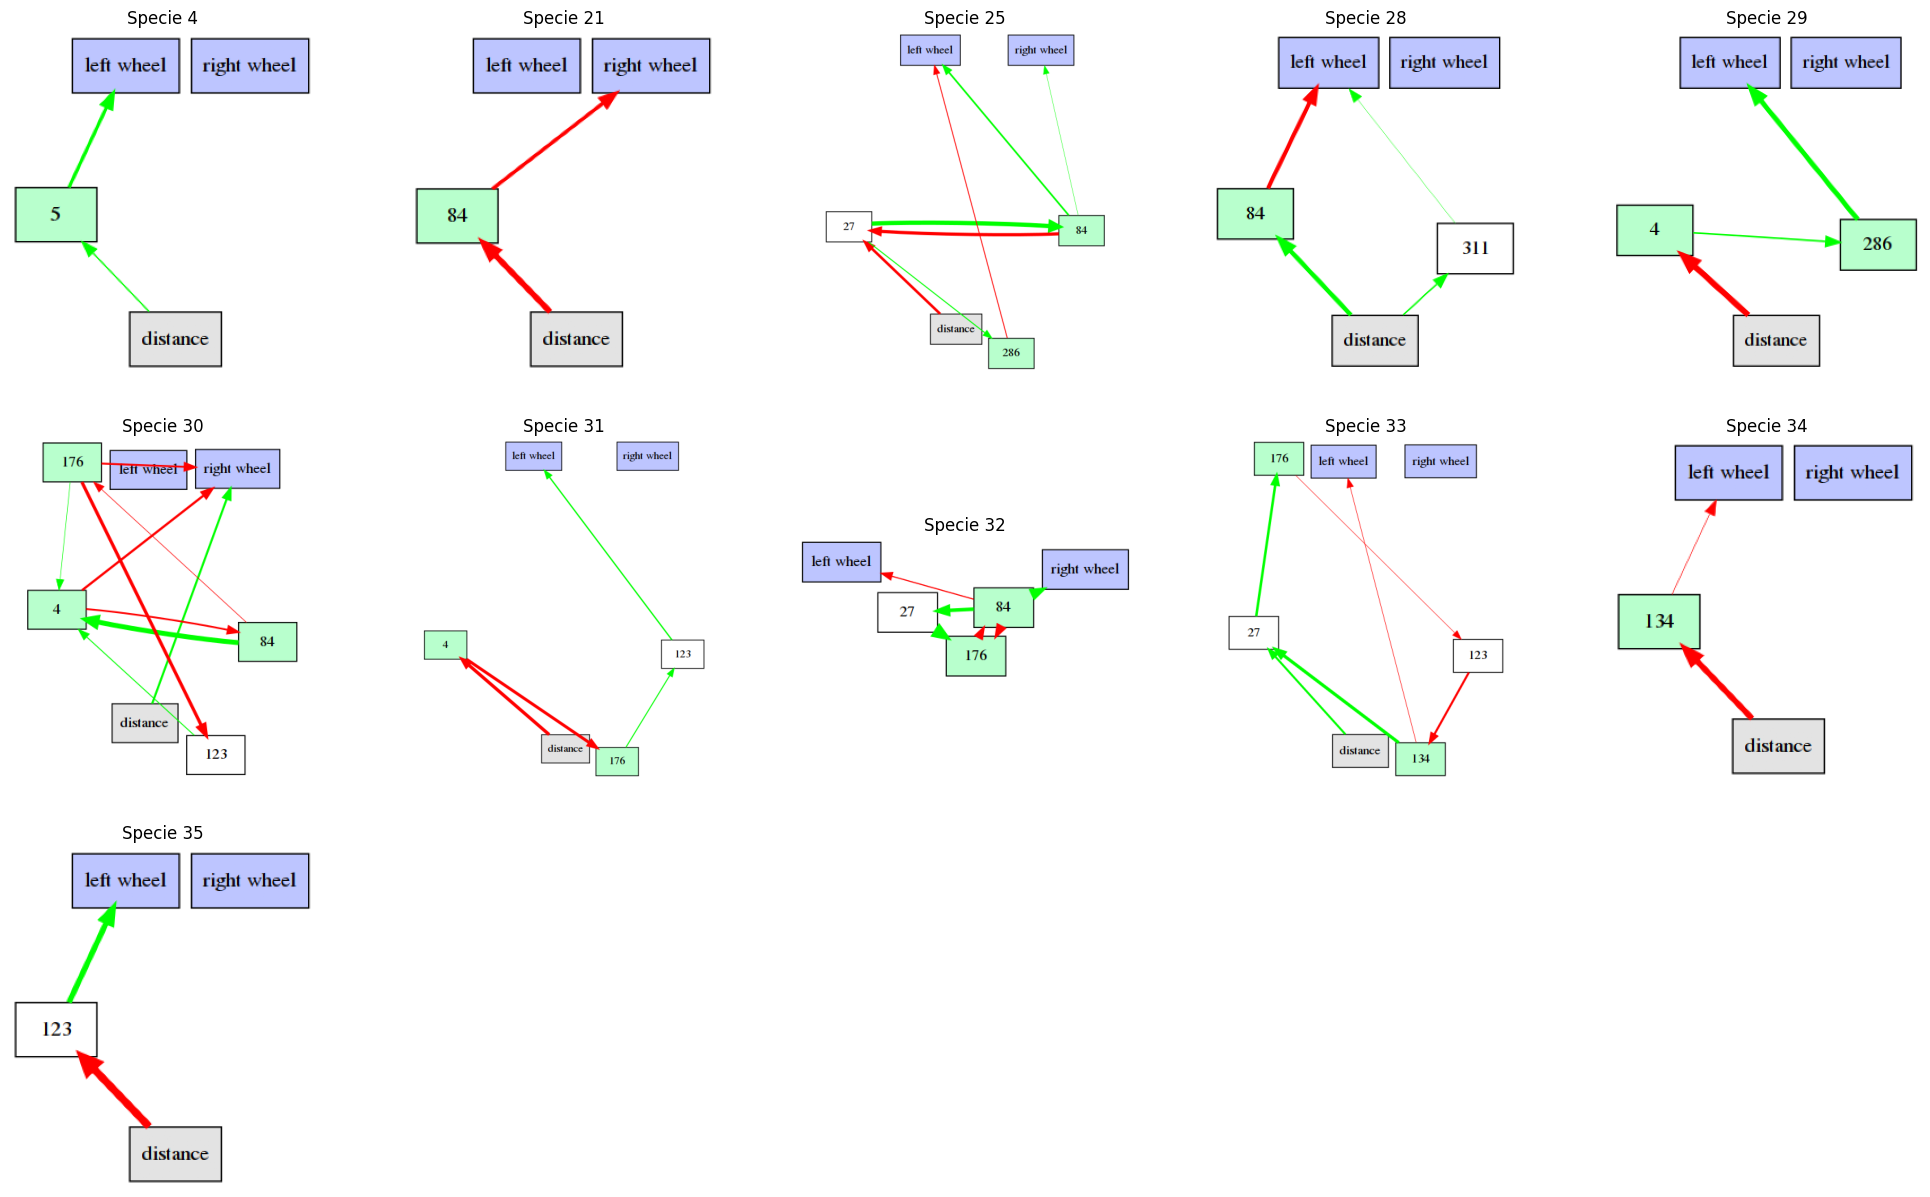 Specie 4
left wheel
right wheel
5
distance
Specie 21
left wheel
right wheel
84
distance
Specie 25
left wheel
right wheel
27
84
distance
286
Specie 28
left wheel
right wheel
84
311
distance
Specie 29
left wheel
right wheel
4
286
distance
Specie 30
176
left wheel
right wheel
4
84
distance
123
Specie 31
left wheel
right wheel
4
123
distance
176
Specie 32
left wheel
right wheel
27
84
176
Specie 33
176
left wheel
right wheel
27
123
distance
134
Specie 34
left wheel
right wheel
134
distance
Specie 35
left wheel
right wheel
123
distance